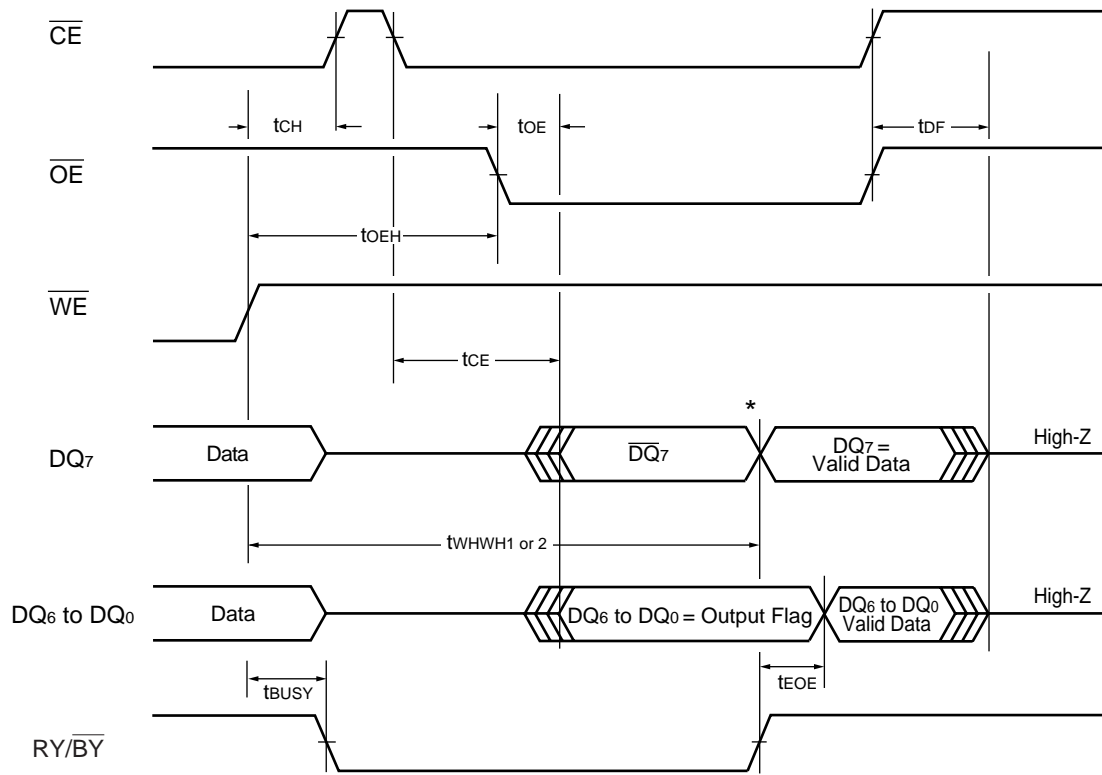 CE
tCH
tOE
tDF
OE
tOEH
WE
tCE
*
DQ7
Data
DQ7
DQ7 =
Valid Data
High-Z
tWHWH1 or 2
DQ6 to DQ0
Data
DQ6 to DQ0 = Output Flag
DQ6 to DQ0
Valid Data
High-Z
tBUSY
tEOE
RY/BY